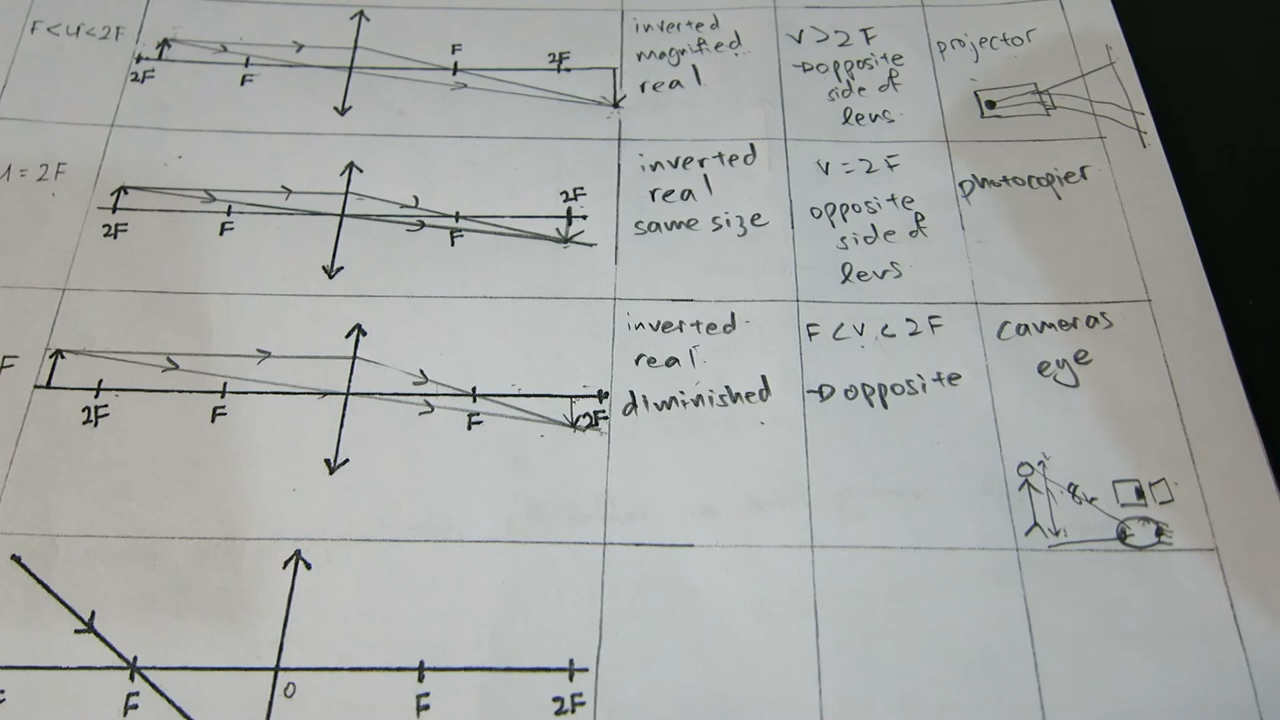 F<u<2F
2F
F
F
2F
inverted
magnified
real
v>2F
opposite
side of
lens
projector
u=2F
2F
F
F
2F
inverted
real
same size
v=2F
opposite
side of
lens
photocopier
F
2F
F
F
2F
inverted
real
diminished
F<v<2F
opposite
cameras
eye
F
F
O
F
2F